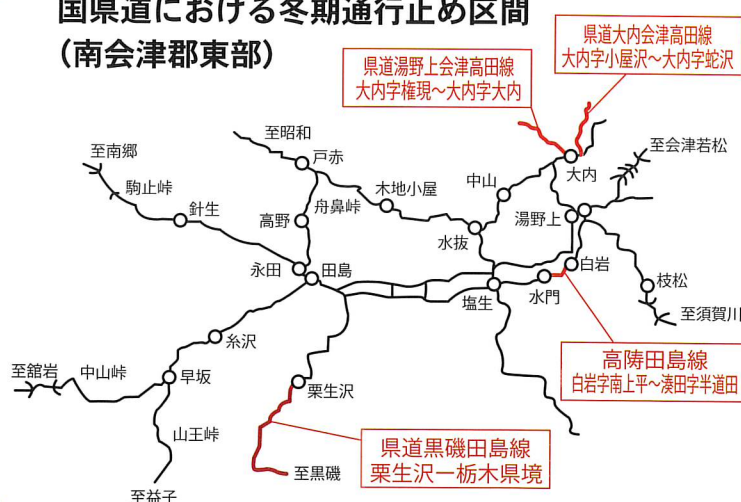 国県道における冬期通行止め区間
（南会津郡東部）
県道大内会津高田線
大内字小屋沢～大内字蛇沢
県道湯野上会津高田線
大内字権現～大内字大内
至昭和
戸赤
至南郷
駒止峠
針生
高野
舟鼻峠
木地小屋
中山
大内
至会津若松
湯野上
水抜
永田
田島
塩生
水門
白岩
枝松
至須賀川
糸沢
至舘岩
中山峠
早坂
山王峠
至益子
栗生沢
至黒磯
高陦田島線
白岩字南上平～湊田字半道田
県道黒磯田島線
栗生沢ー栃木県境